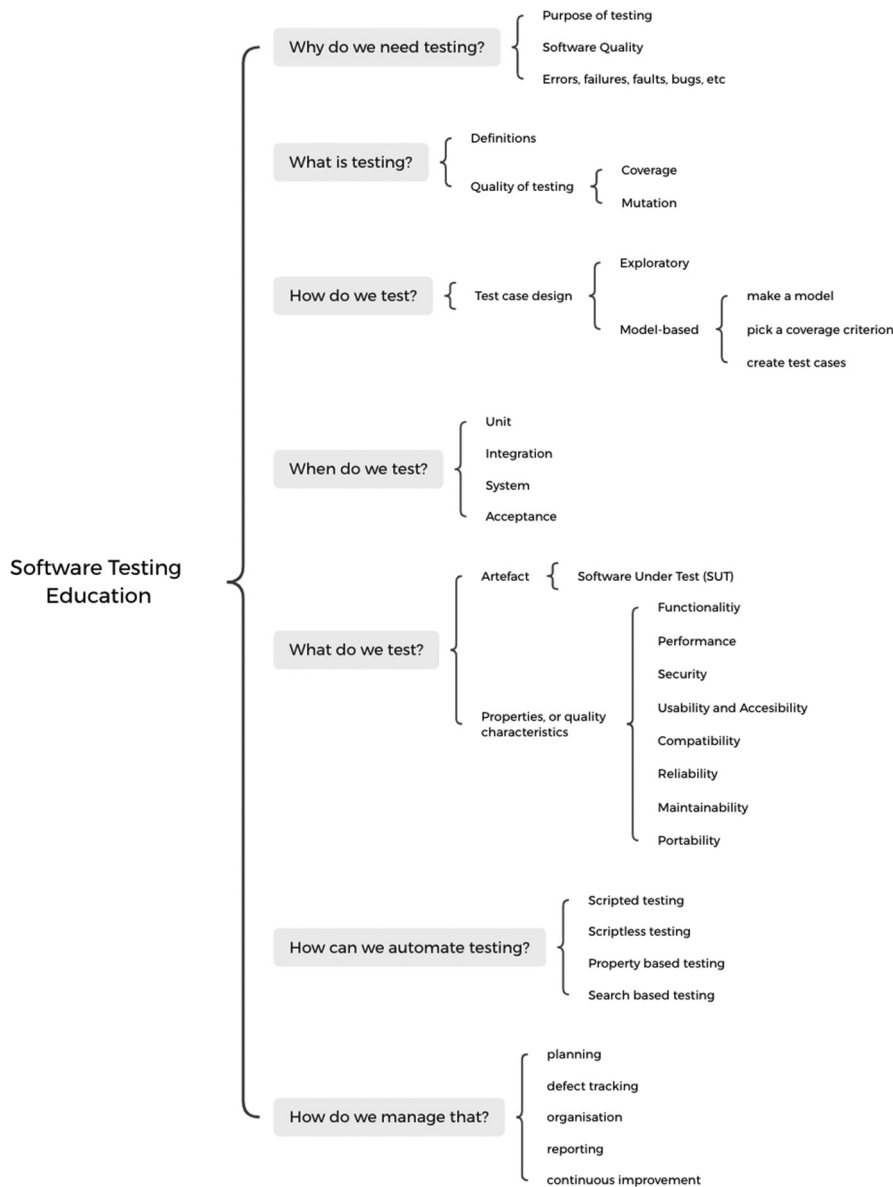 Software Testing
Education
Why do we need testing?
Purpose of testing
Software Quality
Errors, failures, faults, bugs, etc
What is testing?
Definitions
Quality of testing
Coverage
Mutation
How do we test?
Test case design
Exploratory
Model-based
make a model
pick a coverage criterion
create test cases
When do we test?
Unit
Integration
System
Acceptance
What do we test?
Artefact
Software Under Test (SUT)
Properties, or quality
characteristics
Functionalitiy
Performance
Security
Usability and Accesibility
Compatibility
Reliability
Maintainability
Portability
How can we automate testing?
Scripted testing
Scriptless testing
Property based testing
Search based testing
How do we manage that?
planning
defect tracking
organisation
reporting
continuous improvement